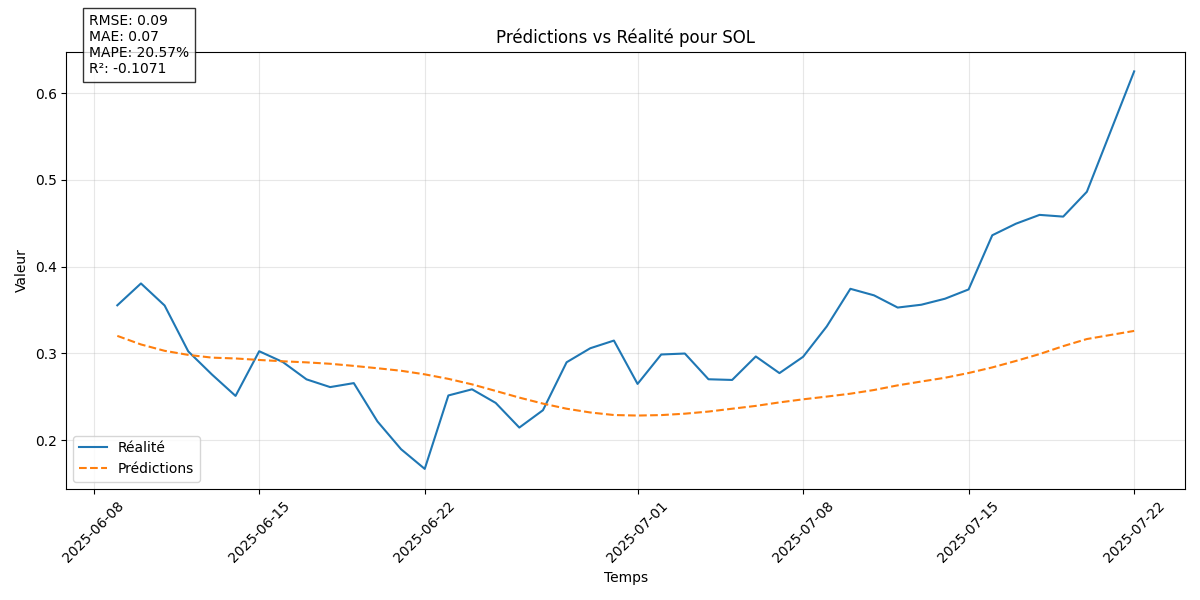 RMSE: 0.09
MAE: 0.07
MAPE: 20.57%
R²: -0.1071
Prédictions vs Réalité pour SOL
Valeur
0.6
0.5
0.4
0.3
0.2
Réalité
Prédictions
2025-06-08
2025-06-15
2025-06-22
2025-07-01
2025-07-08
2025-07-15
2025-07-22
Temps